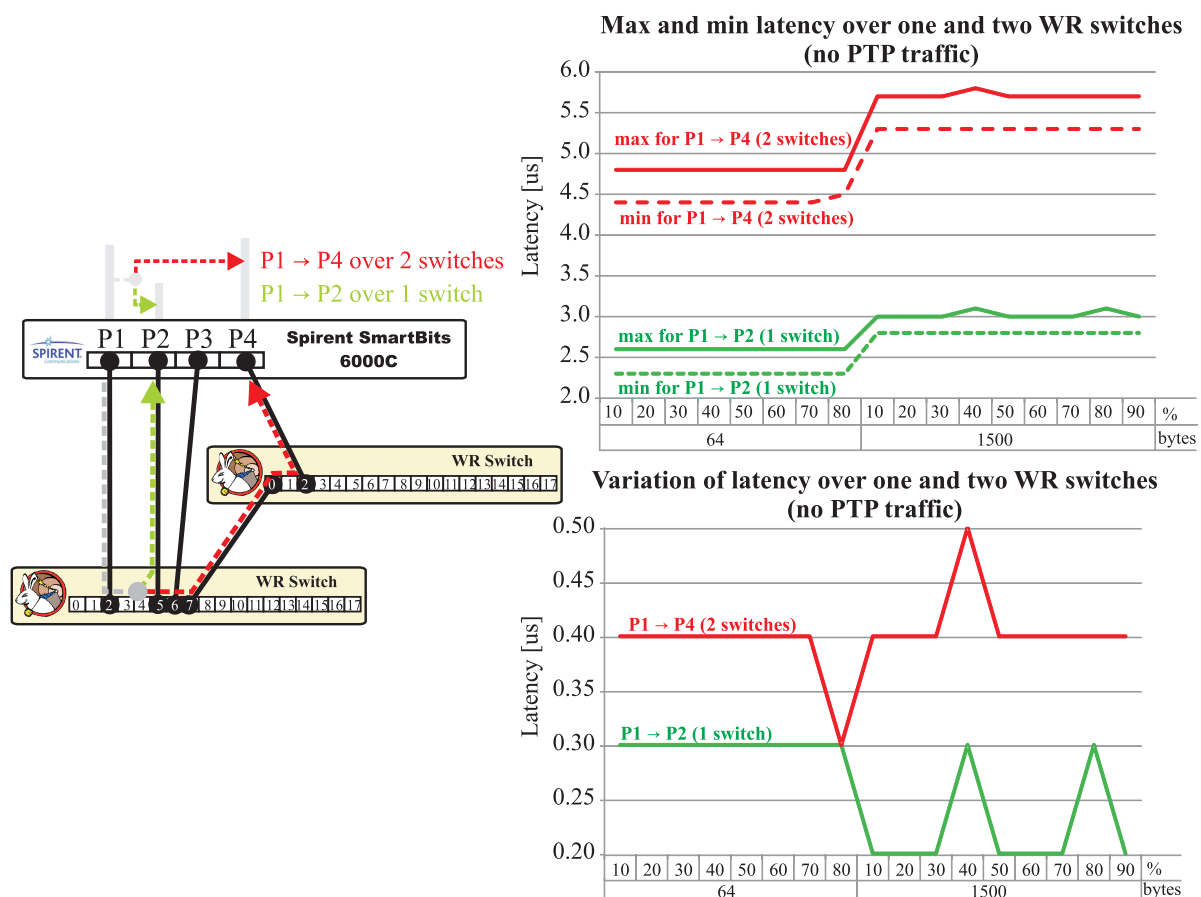 Max and min latency over one and two WR switches
(no PTP traffic)
6.0
5.5
5.0
4.5
4.0
3.5
3.0
2.5
2.0
Latency [us]
max for P1 → P4 (2 switches)
min for P1 → P4 (2 switches)
max for P1 → P2 (1 switch)
min for P1 → P2 (1 switch)
10 20 30 40 50 60 70 80 10 20 30 40 50 60 70 80 90 %
64 1500 bytes
P1 → P4 over 2 switches
P1 → P2 over 1 switch
SPIRENT
Communications
P1 P2 P3 P4
Spirent SmartBits
6000C
WR Switch
0 1 2 3 4 5 6 7 8 9 10 11 12 13 14 15 16 17
WR Switch
0 1 2 3 4 5 6 7 8 9 10 11 12 13 14 15 16 17
Variation of latency over one and two WR switches
(no PTP traffic)
0.50
0.45
0.40
0.35
0.30
0.25
0.20
Latency [us]
P1 → P4 (2 switches)
P1 → P2 (1 switch)
10 20 30 40 50 60 70 80 10 20 30 40 50 60 70 80 90 %
64 1500 bytes